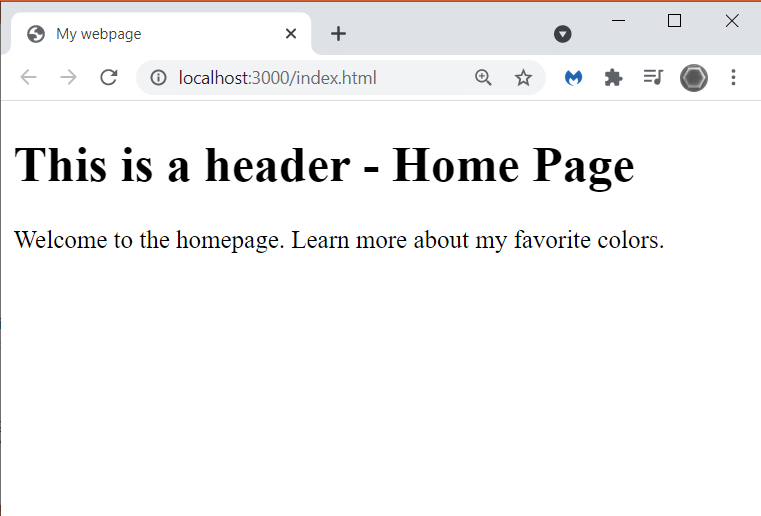 My webpage
localhost:3000/index.html
This is a header - Home Page
Welcome to the homepage. Learn more about my favorite colors.